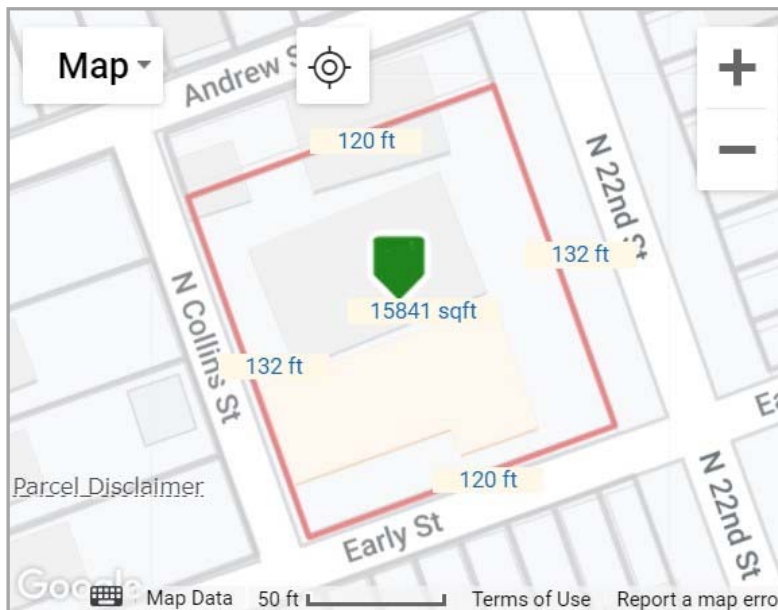 Map
Andrew S
+
120 ft
−
N 22nd St
132 ft
15841 sqft
N Collins St
132 ft
Ea
Parcel Disclaimer
120 ft
N 22nd St
Early St
Google
Map Data
50 ft
Terms of Use
Report a map erro